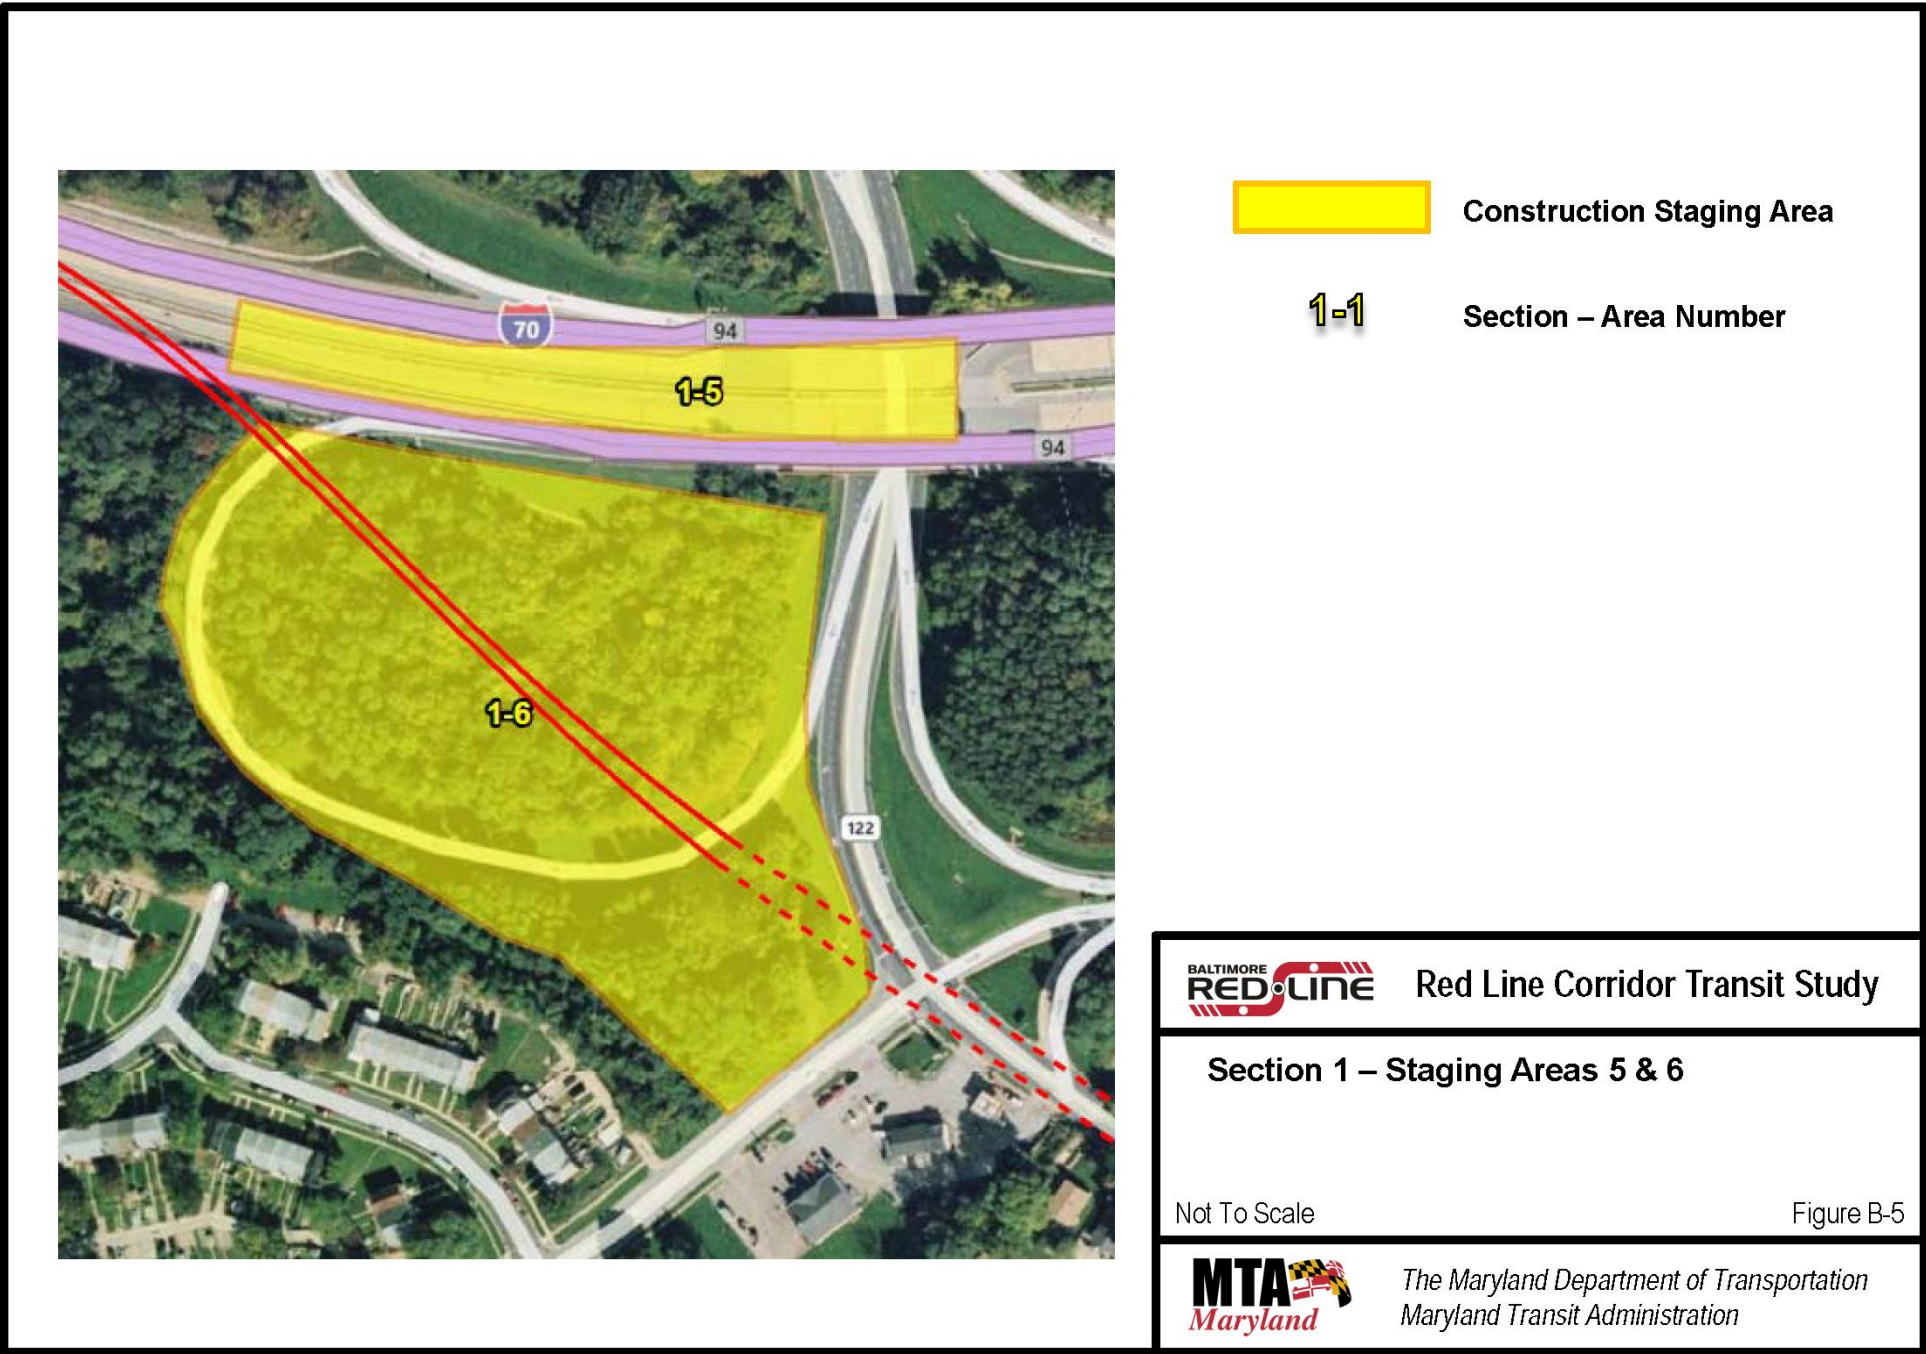 Construction Staging Area
1-1
Section – Area Number
70
94
1-5
94
1-6
122
BALTIMORE
RED LINE
Red Line Corridor Transit Study
Section 1 – Staging Areas 5 & 6
Not To Scale
Figure B-5
MTA
Maryland
The Maryland Department of Transportation
Maryland Transit Administration